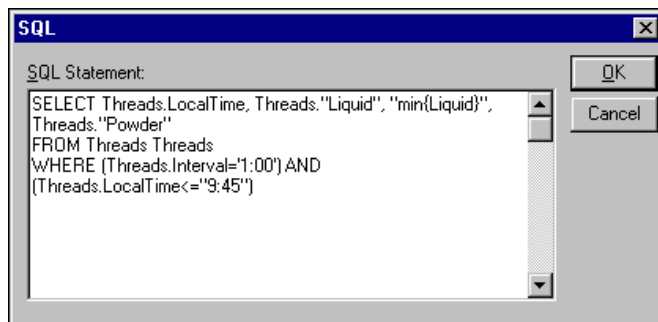 SQL
SQL Statement:
SELECT Threads.LocalTime, Threads."Liquid", "min{Liquid}",
Threads."Powder"
FROM Threads Threads
WHERE (Threads.Interval='1:00') AND
(Threads.LocalTime<="9:45")
OK
Cancel